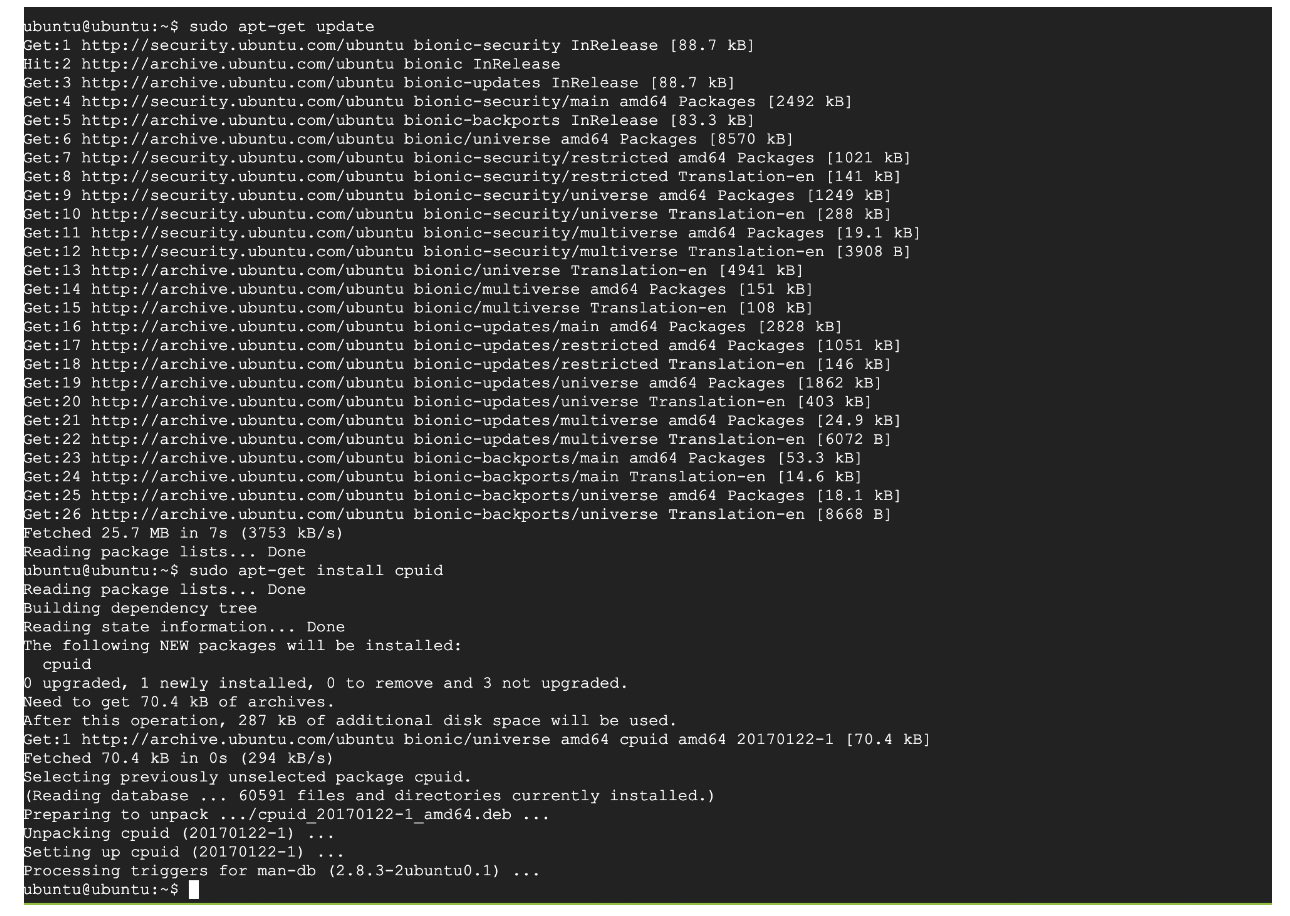 ubuntu@ubuntu:~$ sudo apt-get update
Get:1 http://security.ubuntu.com/ubuntu bionic-security InRelease [88.7 kB]
Hit:2 http://archive.ubuntu.com/ubuntu bionic InRelease
Get:3 http://archive.ubuntu.com/ubuntu bionic-updates InRelease [88.7 kB]
Get:4 http://security.ubuntu.com/ubuntu bionic-security/main amd64 Packages [2492 kB]
Get:5 http://archive.ubuntu.com/ubuntu bionic-backports InRelease [83.3 kB]
Get:6 http://archive.ubuntu.com/ubuntu bionic/universe amd64 Packages [8570 kB]
Get:7 http://security.ubuntu.com/ubuntu bionic-security/restricted amd64 Packages [1021 kB]
Get:8 http://security.ubuntu.com/ubuntu bionic-security/restricted Translation-en [141 kB]
Get:9 http://security.ubuntu.com/ubuntu bionic-security/universe amd64 Packages [1249 kB]
Get:10 http://security.ubuntu.com/ubuntu bionic-security/universe Translation-en [288 kB]
Get:11 http://security.ubuntu.com/ubuntu bionic-security/multiverse amd64 Packages [19.1 kB]
Get:12 http://security.ubuntu.com/ubuntu bionic-security/multiverse Translation-en [3908 B]
Get:13 http://archive.ubuntu.com/ubuntu bionic/universe Translation-en [4941 kB]
Get:14 http://archive.ubuntu.com/ubuntu bionic/multiverse amd64 Packages [151 kB]
Get:15 http://archive.ubuntu.com/ubuntu bionic/multiverse Translation-en [108 kB]
Get:16 http://archive.ubuntu.com/ubuntu bionic-updates/main amd64 Packages [2828 kB]
Get:17 http://archive.ubuntu.com/ubuntu bionic-updates/restricted amd64 Packages [1051 kB]
Get:18 http://archive.ubuntu.com/ubuntu bionic-updates/restricted Translation-en [146 kB]
Get:19 http://archive.ubuntu.com/ubuntu bionic-updates/universe amd64 Packages [1862 kB]
Get:20 http://archive.ubuntu.com/ubuntu bionic-updates/universe Translation-en [403 kB]
Get:21 http://archive.ubuntu.com/ubuntu bionic-updates/multiverse amd64 Packages [24.9 kB]
Get:22 http://archive.ubuntu.com/ubuntu bionic-updates/multiverse Translation-en [6072 B]
Get:23 http://archive.ubuntu.com/ubuntu bionic-backports/main amd64 Packages [53.3 kB]
Get:24 http://archive.ubuntu.com/ubuntu bionic-backports/main Translation-en [14.6 kB]
Get:25 http://archive.ubuntu.com/ubuntu bionic-backports/universe amd64 Packages [18.1 kB]
Get:26 http://archive.ubuntu.com/ubuntu bionic-backports/universe Translation-en [8668 B]
Fetched 25.7 MB in 7s (3753 kB/s)
Reading package lists... Done
ubuntu@ubuntu:~$ sudo apt-get install cpuid
Reading package lists... Done
Building dependency tree
Reading state information... Done
The following NEW packages will be installed:
  cpuid
0 upgraded, 1 newly installed, 0 to remove and 3 not upgraded.
Need to get 70.4 kB of archives.
After this operation, 287 kB of additional disk space will be used.
Get:1 http://archive.ubuntu.com/ubuntu bionic/universe amd64 cpuid amd64 20170122-1 [70.4 kB]
Fetched 70.4 kB in 0s (294 kB/s)
Selecting previously unselected package cpuid.
(Reading database ... 60591 files and directories currently installed.)
Preparing to unpack .../cpuid_20170122-1_amd64.deb ...
Unpacking cpuid (20170122-1) ...
Setting up cpuid (20170122-1) ...
Processing triggers for man-db (2.8.3-2ubuntu0.1) ...
ubuntu@ubuntu:~$